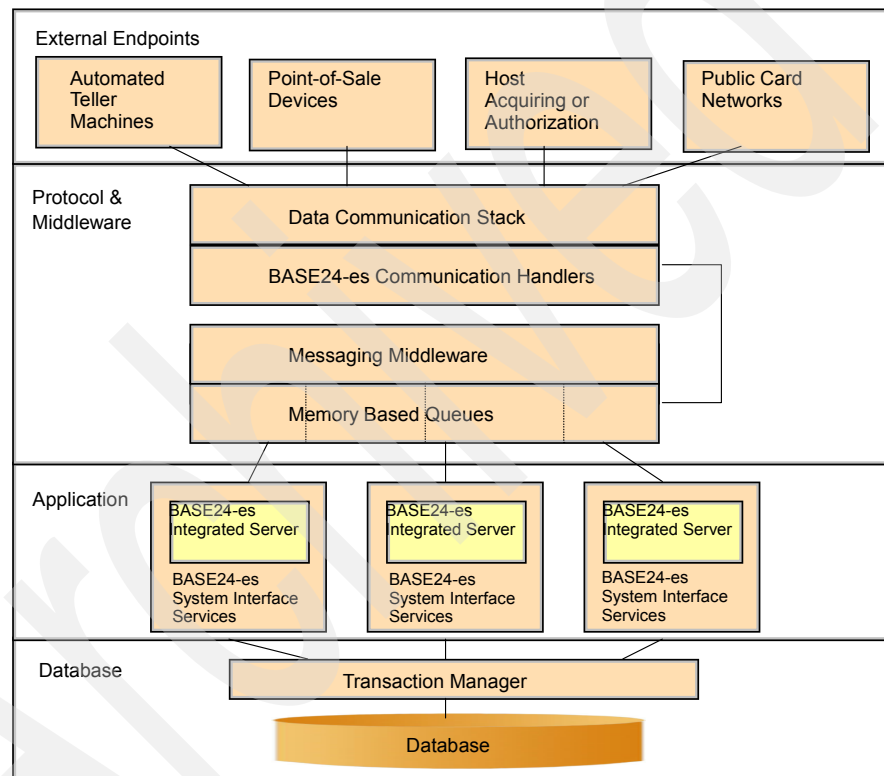 External Endpoints
Automated
Teller
Machines
Point-of-Sale
Devices
Host
Acquiring or
Authorization
Public Card
Networks
Protocol &
Middleware
Data Communication Stack
BASE24-es Communication Handlers
Messaging Middleware
Memory Based Queues
Application
BASE24-es
Integrated Server
BASE24-es
System Interface
Services
BASE24-es
Integrated Server
BASE24-es
System Interface
Services
BASE24-es
Integrated Server
BASE24-es
System Interface
Services
Database
Transaction Manager
Database
Archived